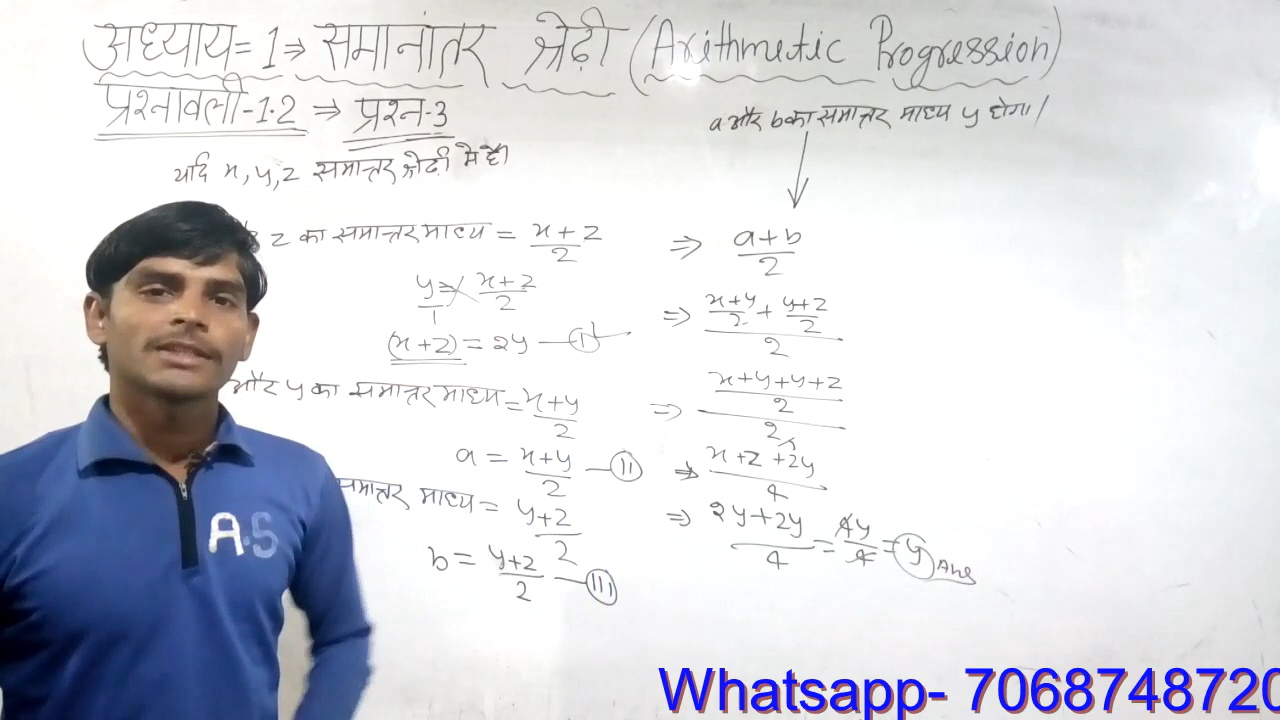 अध्याय= 1⇒ समानांतर श्रेढ़ी (Arithmetic Progression)
प्रश्नावली-1.2 ⇒ प्रश्न-3
यदि x, y, z समान्तर श्रेढ़ी में हैं।
z का समान्तर माध्य = x+z/2
y/1 = x+z/2
(x+z) = 2y —(I)
और y का समान्तर माध्य = x+y/2
a = x+y/2 —(II)
समान्तर माध्य = y+z/2
b = y+z/2 —(III)
a और b का समान्तर माध्य y होगा।
⇒ a+b/2
⇒ x+y/2 + y+z/2 / 2
x+y+y+z/2
⇒ / 2
⇒ x+z+2y/4
⇒ 2y+2y/4 = 4y/4 = y Ans
A.S
Whatsapp- 7068748720